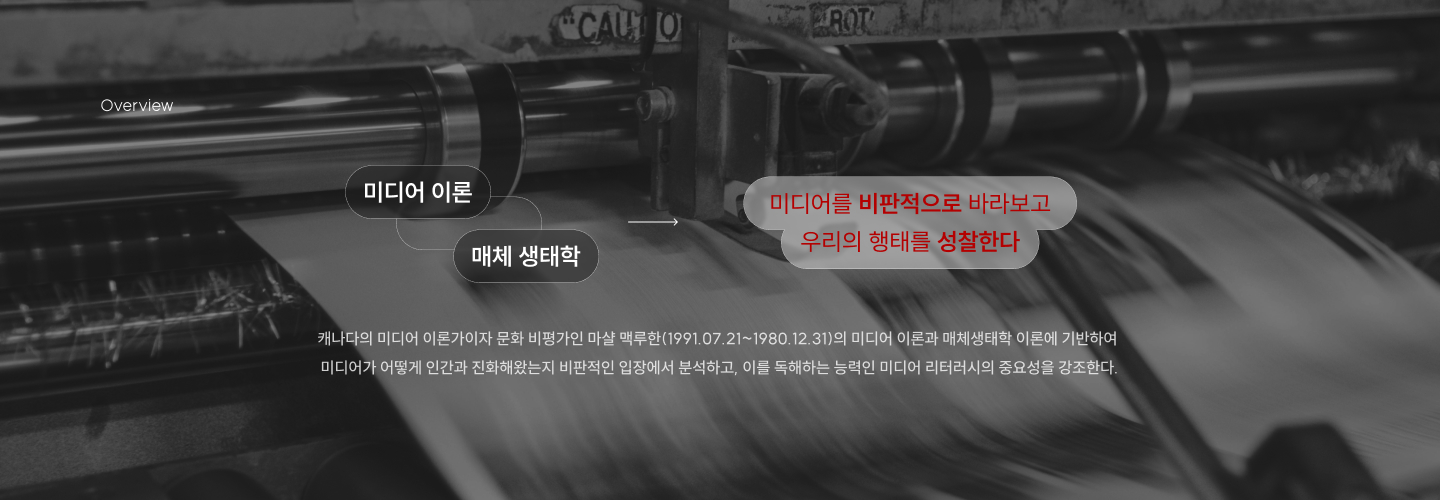 "CAUTIO
ROT'
Overview
미디어 이론
매체 생태학
미디어를 비판적으로 바라보고
우리의 행태를 성찰한다
캐나다의 미디어 이론가이자 문화 비평가인 마샬 맥루한(1991.07.21~1980.12.31)의 미디어 이론과 매체생태학 이론에 기반하여
미디어가 어떻게 인간과 진화해왔는지 비판적인 입장에서 분석하고, 이를 독해하는 능력인 미디어 리터러시의 중요성을 강조한다.